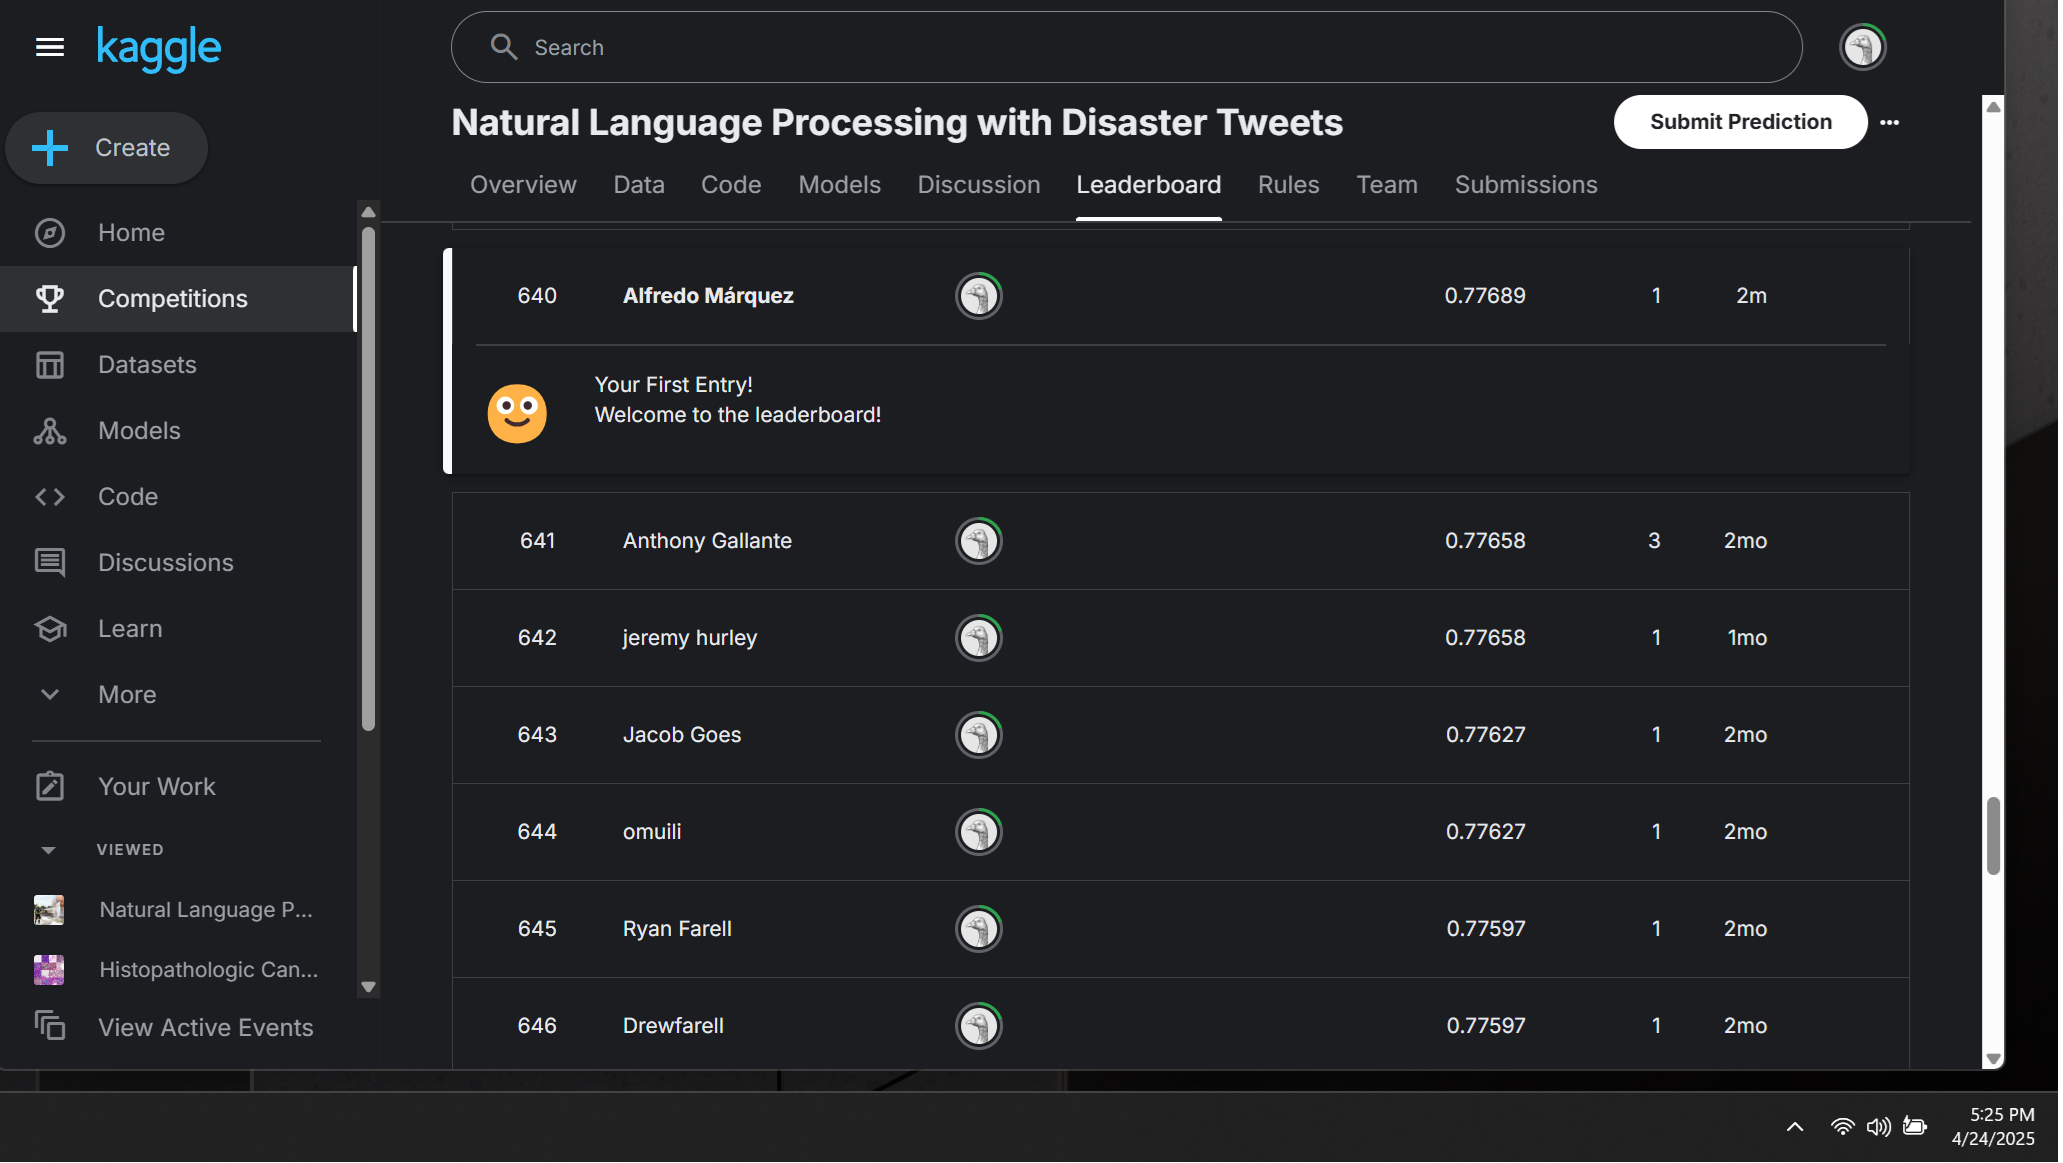 kaggle
Search
Create
Natural Language Processing with Disaster Tweets
Submit Prediction
Overview Data Code Models Discussion Leaderboard Rules Team Submissions
Home
Competitions
Datasets
Models
Code
Discussions
Learn
More
Your Work
VIEWED
Natural Language P...
Histopathologic Can...
View Active Events
640 Alfredo Márquez 0.77689 1 2m
Your First Entry!
Welcome to the leaderboard!
641 Anthony Gallante 0.77658 3 2mo
642 jeremy hurley 0.77658 1 1mo
643 Jacob Goes 0.77627 1 2mo
644 omuili 0.77627 1 2mo
645 Ryan Farell 0.77597 1 2mo
646 Drewfarell 0.77597 1 2mo
5:25 PM
4/24/2025